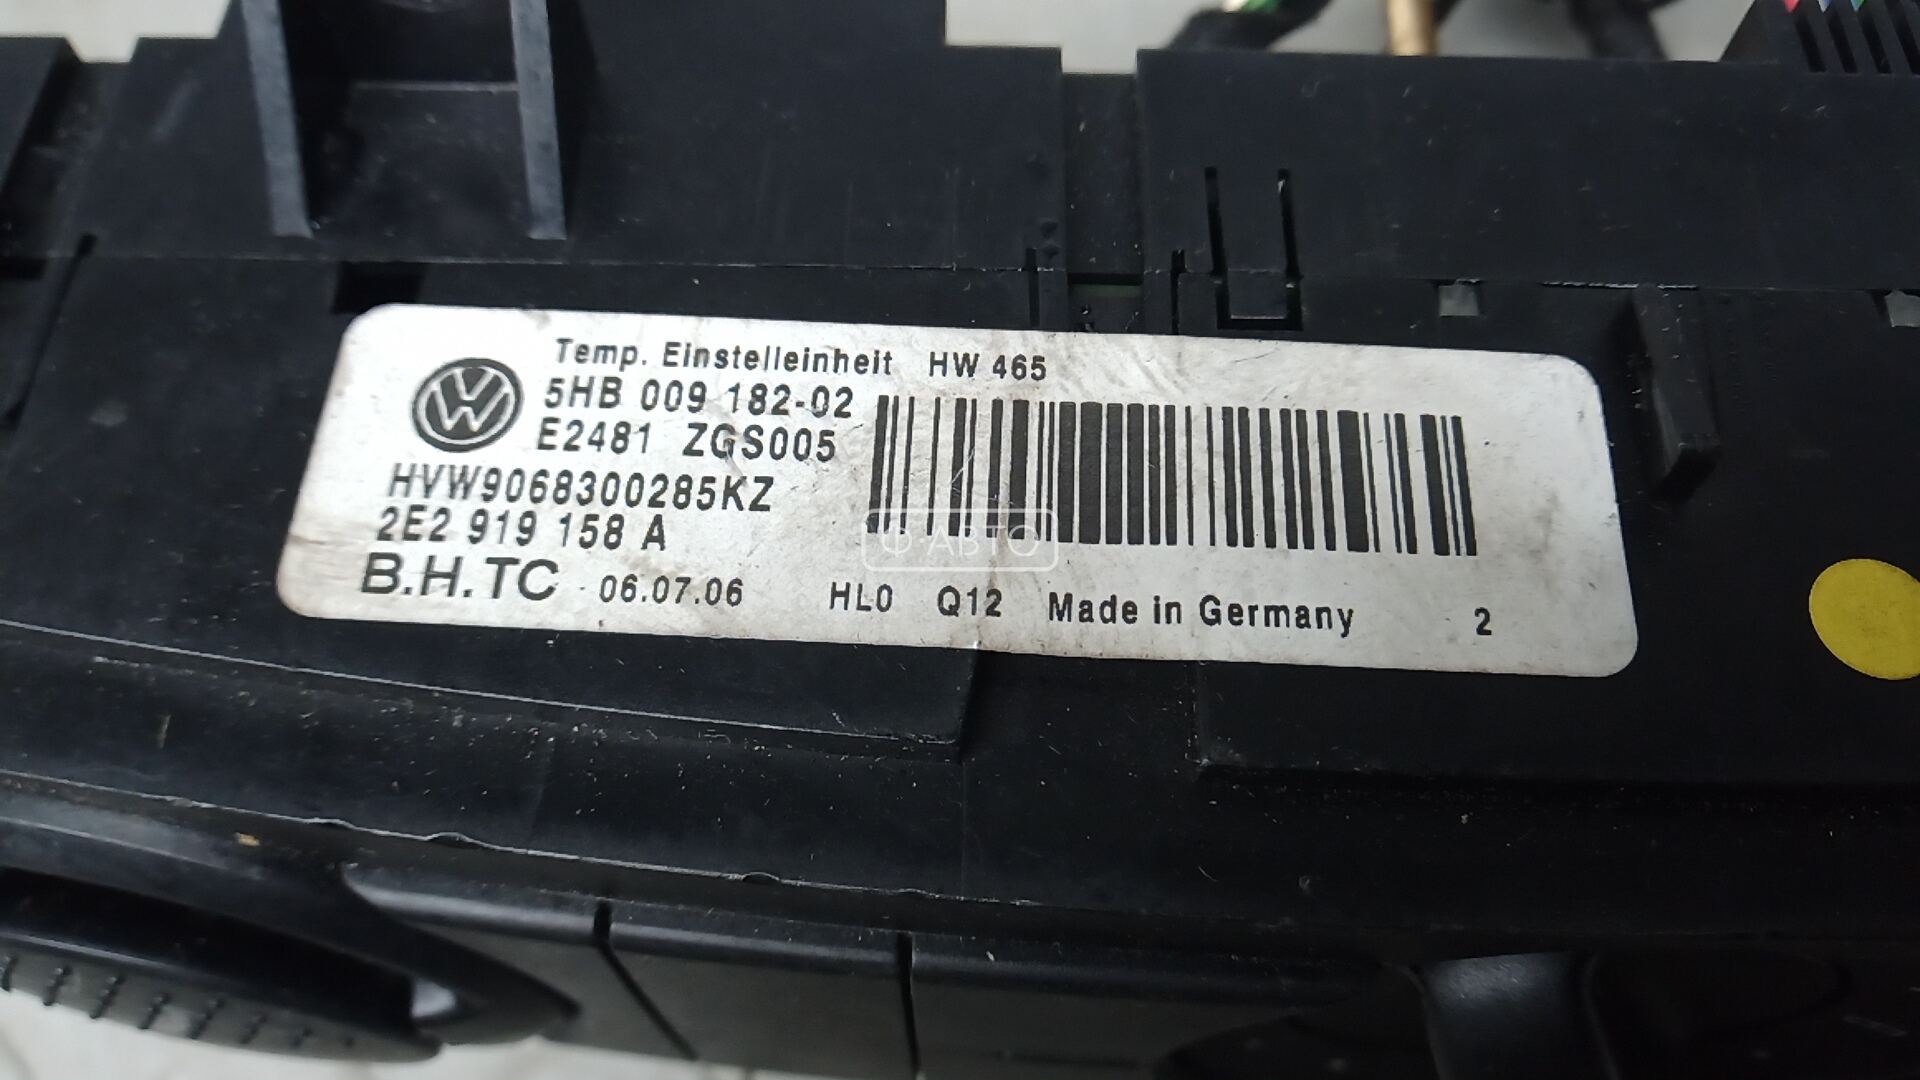 Temp. Einstelleinheit HW 465
5HB 009 182-02
E2481 ZGS005
HVW9068300285KZ
2E2 919 158 A
B.H.TC 06.07.06 HL0 Q12 Made in Germany 2
Ф-АВТО